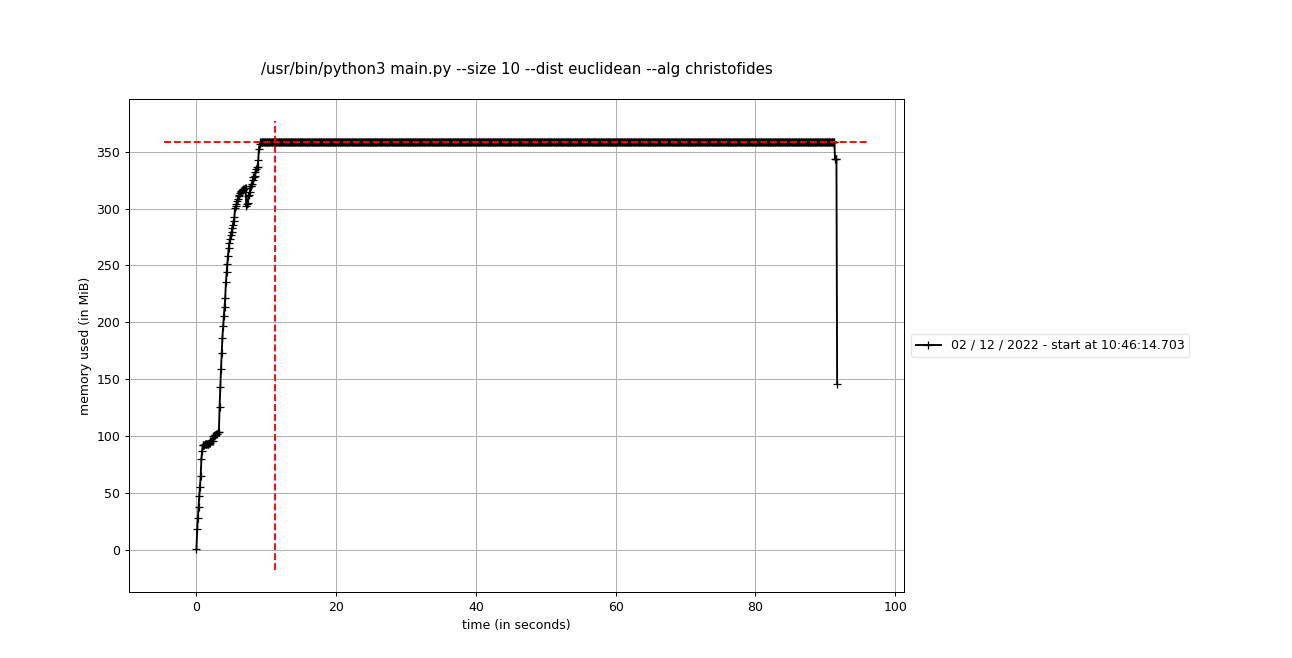 /usr/bin/python3 main.py --size 10 --dist euclidean --alg christofides
memory used (in MiB)
350
300
250
200
150
100
50
0
0 20 40 60 80 100
time (in seconds)
02 / 12 / 2022 - start at 10:46:14.703